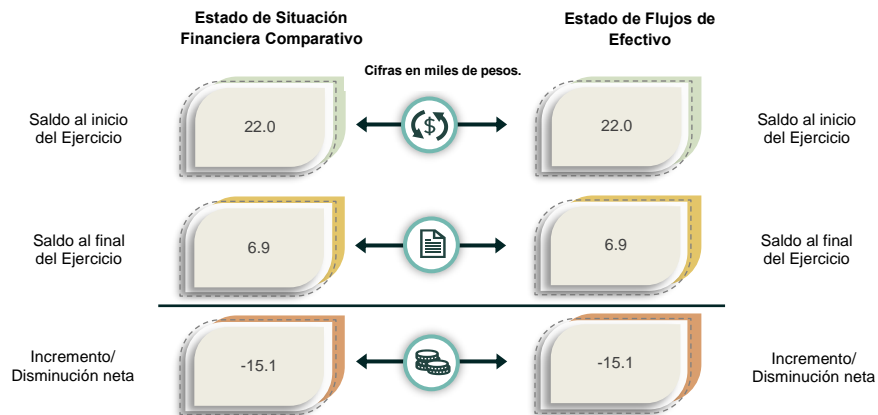 Estado de Situación
Financiera Comparativo
Estado de Flujos de
Efectivo
Cifras en miles de pesos.
Saldo al inicio
del Ejercicio
22.0
$
22.0
Saldo al inicio
del Ejercicio
Saldo al final
del Ejercicio
6.9
6.9
Saldo al final
del Ejercicio
Incremento/
Disminución neta
-15.1
-15.1
Incremento/
Disminución neta